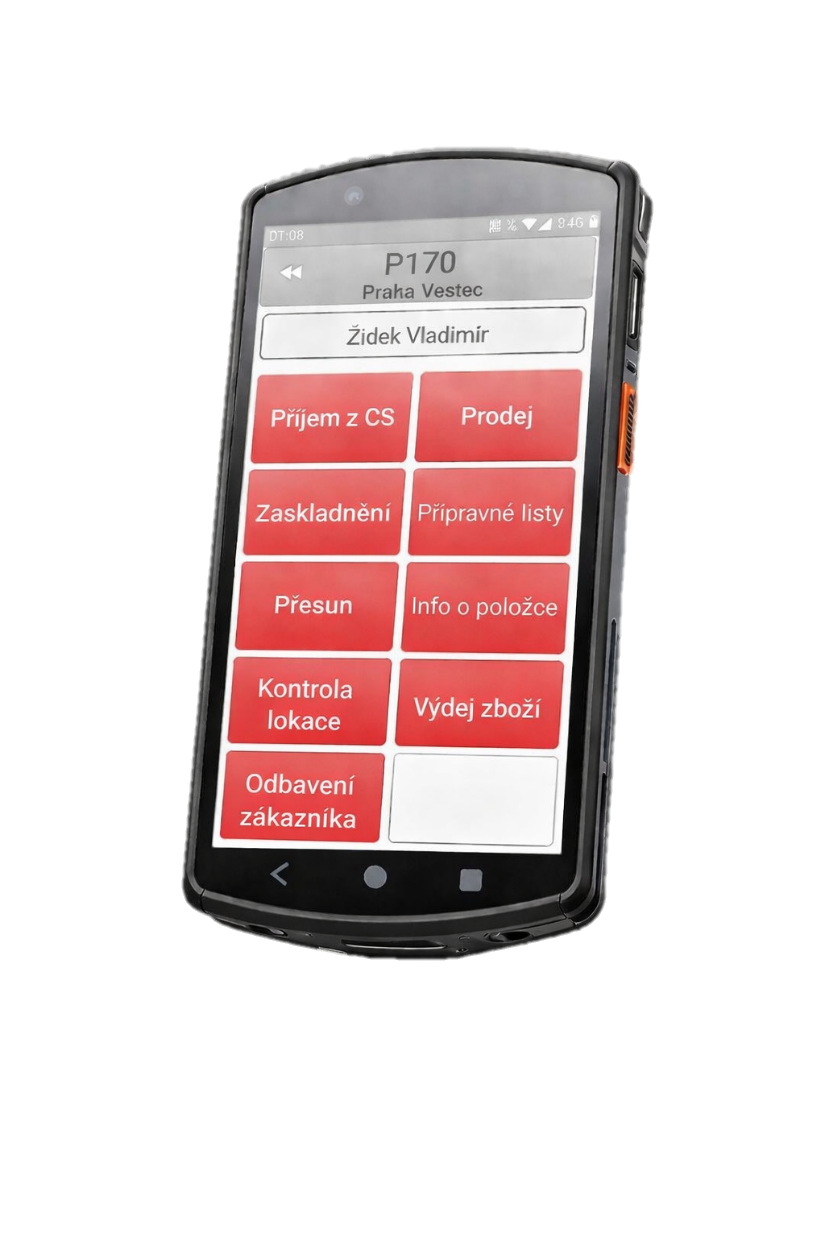 DT:08
P170
Praha Vestec
Židek Vladimír
Příjem z CS
Prodej
Zaskladnění
Přípravné listy
Přesun
Info o položce
Kontrola
lokace
Výdej zboží
Odbavení
zákazníka